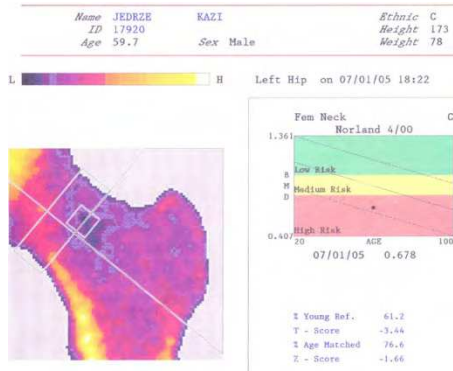 Name JEDRZE KAZI Ethnic C
ID 17920 Height 173
Age 59.7 Sex Male Weight 78
L H Left Hip on 07/01/05 18:22
Fem Neck C
Norland 4/00
1.361
Low Risk
B
M Medium Risk
D
High Risk
0.407
20 AGE 100
07/01/05 0.678
% Young Ref. 61.2
T - Score -3.44
% Age Matched 76.6
Z - Score -1.66